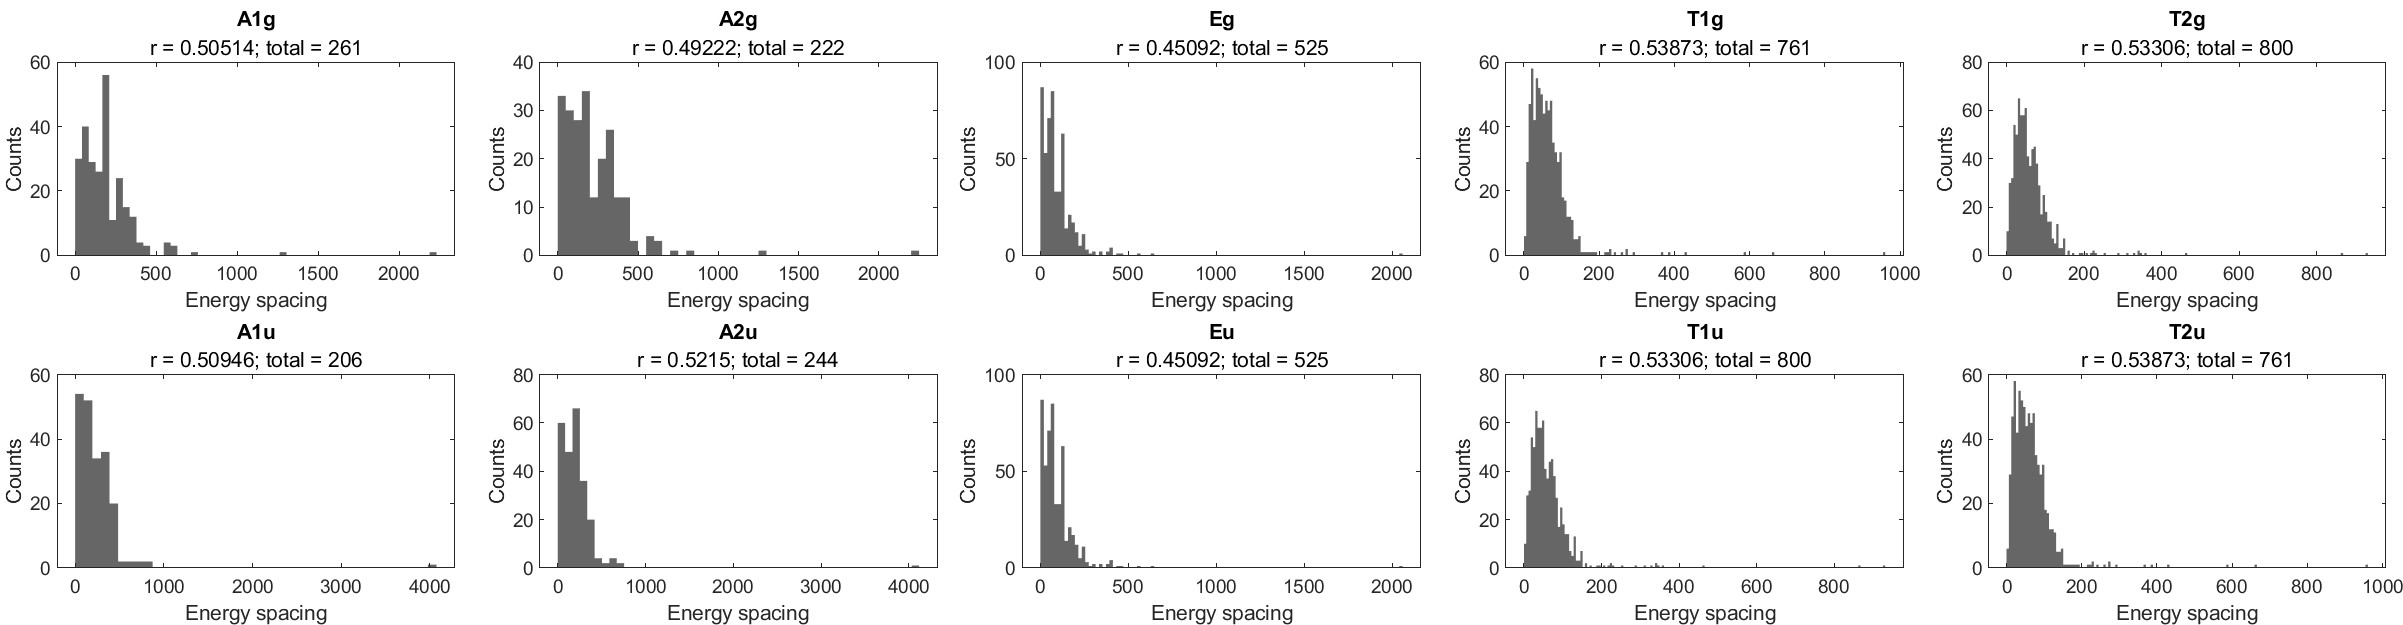 A1g
r = 0.50514; total = 261
60
40
20
0
Counts
0 500 1000 1500 2000
Energy spacing
A2g
r = 0.49222; total = 222
40
30
20
10
0
Counts
0 500 1000 1500 2000
Energy spacing
Eg
r = 0.45092; total = 525
100
50
0
Counts
0 500 1000 1500 2000
Energy spacing
T1g
r = 0.53873; total = 761
60
40
20
0
Counts
0 200 400 600 800 1000
Energy spacing
T2g
r = 0.53306; total = 800
80
60
40
20
0
Counts
0 200 400 600 800
Energy spacing
A1u
r = 0.50946; total = 206
60
40
20
0
Counts
0 1000 2000 3000 4000
Energy spacing
A2u
r = 0.5215; total = 244
80
60
40
20
0
Counts
0 1000 2000 3000 4000
Energy spacing
Eu
r = 0.45092; total = 525
100
50
0
Counts
0 500 1000 1500 2000
Energy spacing
T1u
r = 0.53306; total = 800
80
60
40
20
0
Counts
0 200 400 600 800
Energy spacing
T2u
r = 0.53873; total = 761
60
40
20
0
Counts
0 200 400 600 800 1000
Energy spacing